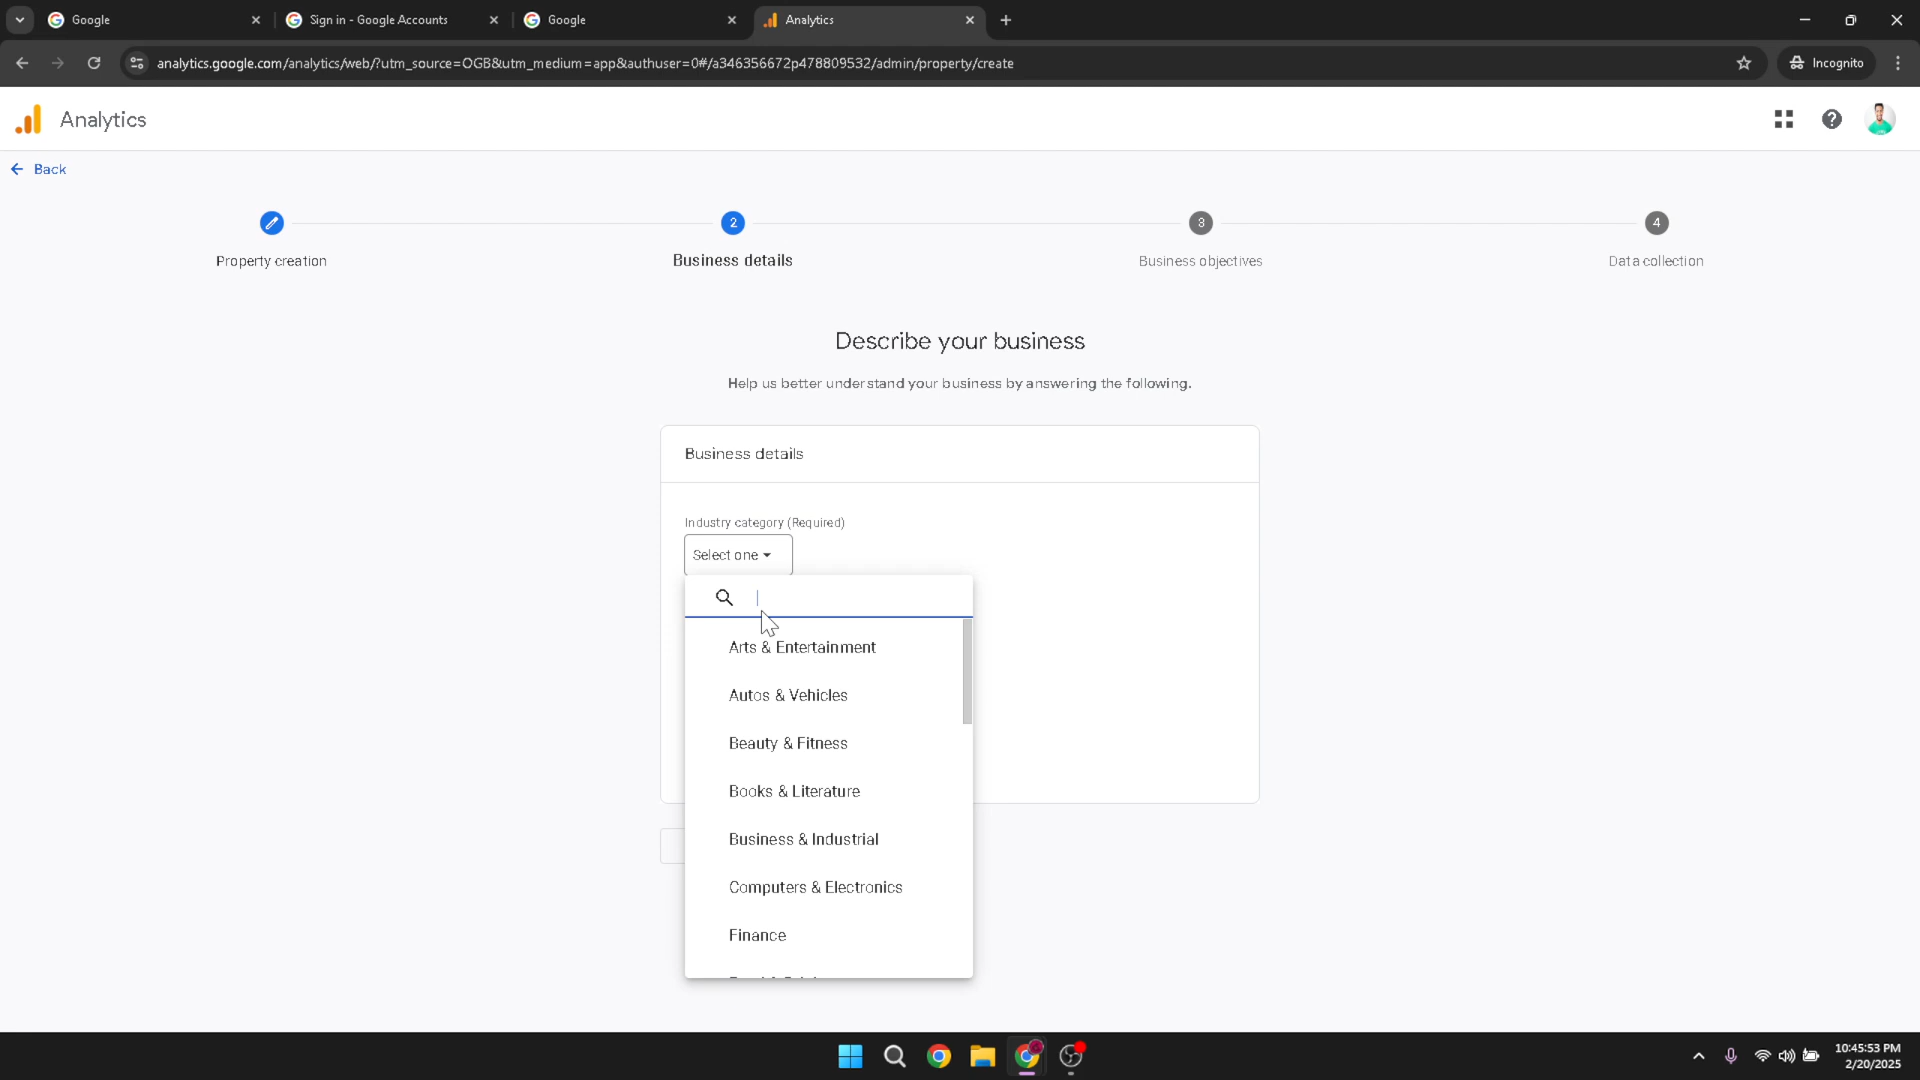 Google
Sign in - Google Accounts
Google
Analytics
analytics.google.com/analytics/web/?utm_source=OGB&utm_medium=app&authuser=0#/a346356672p478809532/admin/property/create
Incognito
Analytics
Back
2
3
4
Property creation
Business details
Business objectives
Data collection
Describe your business
Help us better understand your business by answering the following.
Business details
Industry category (Required)
Select one
Arts & Entertainment
Autos & Vehicles
Beauty & Fitness
Books & Literature
Business & Industrial
Computers & Electronics
Finance
10:45:53 PM
2/20/2025